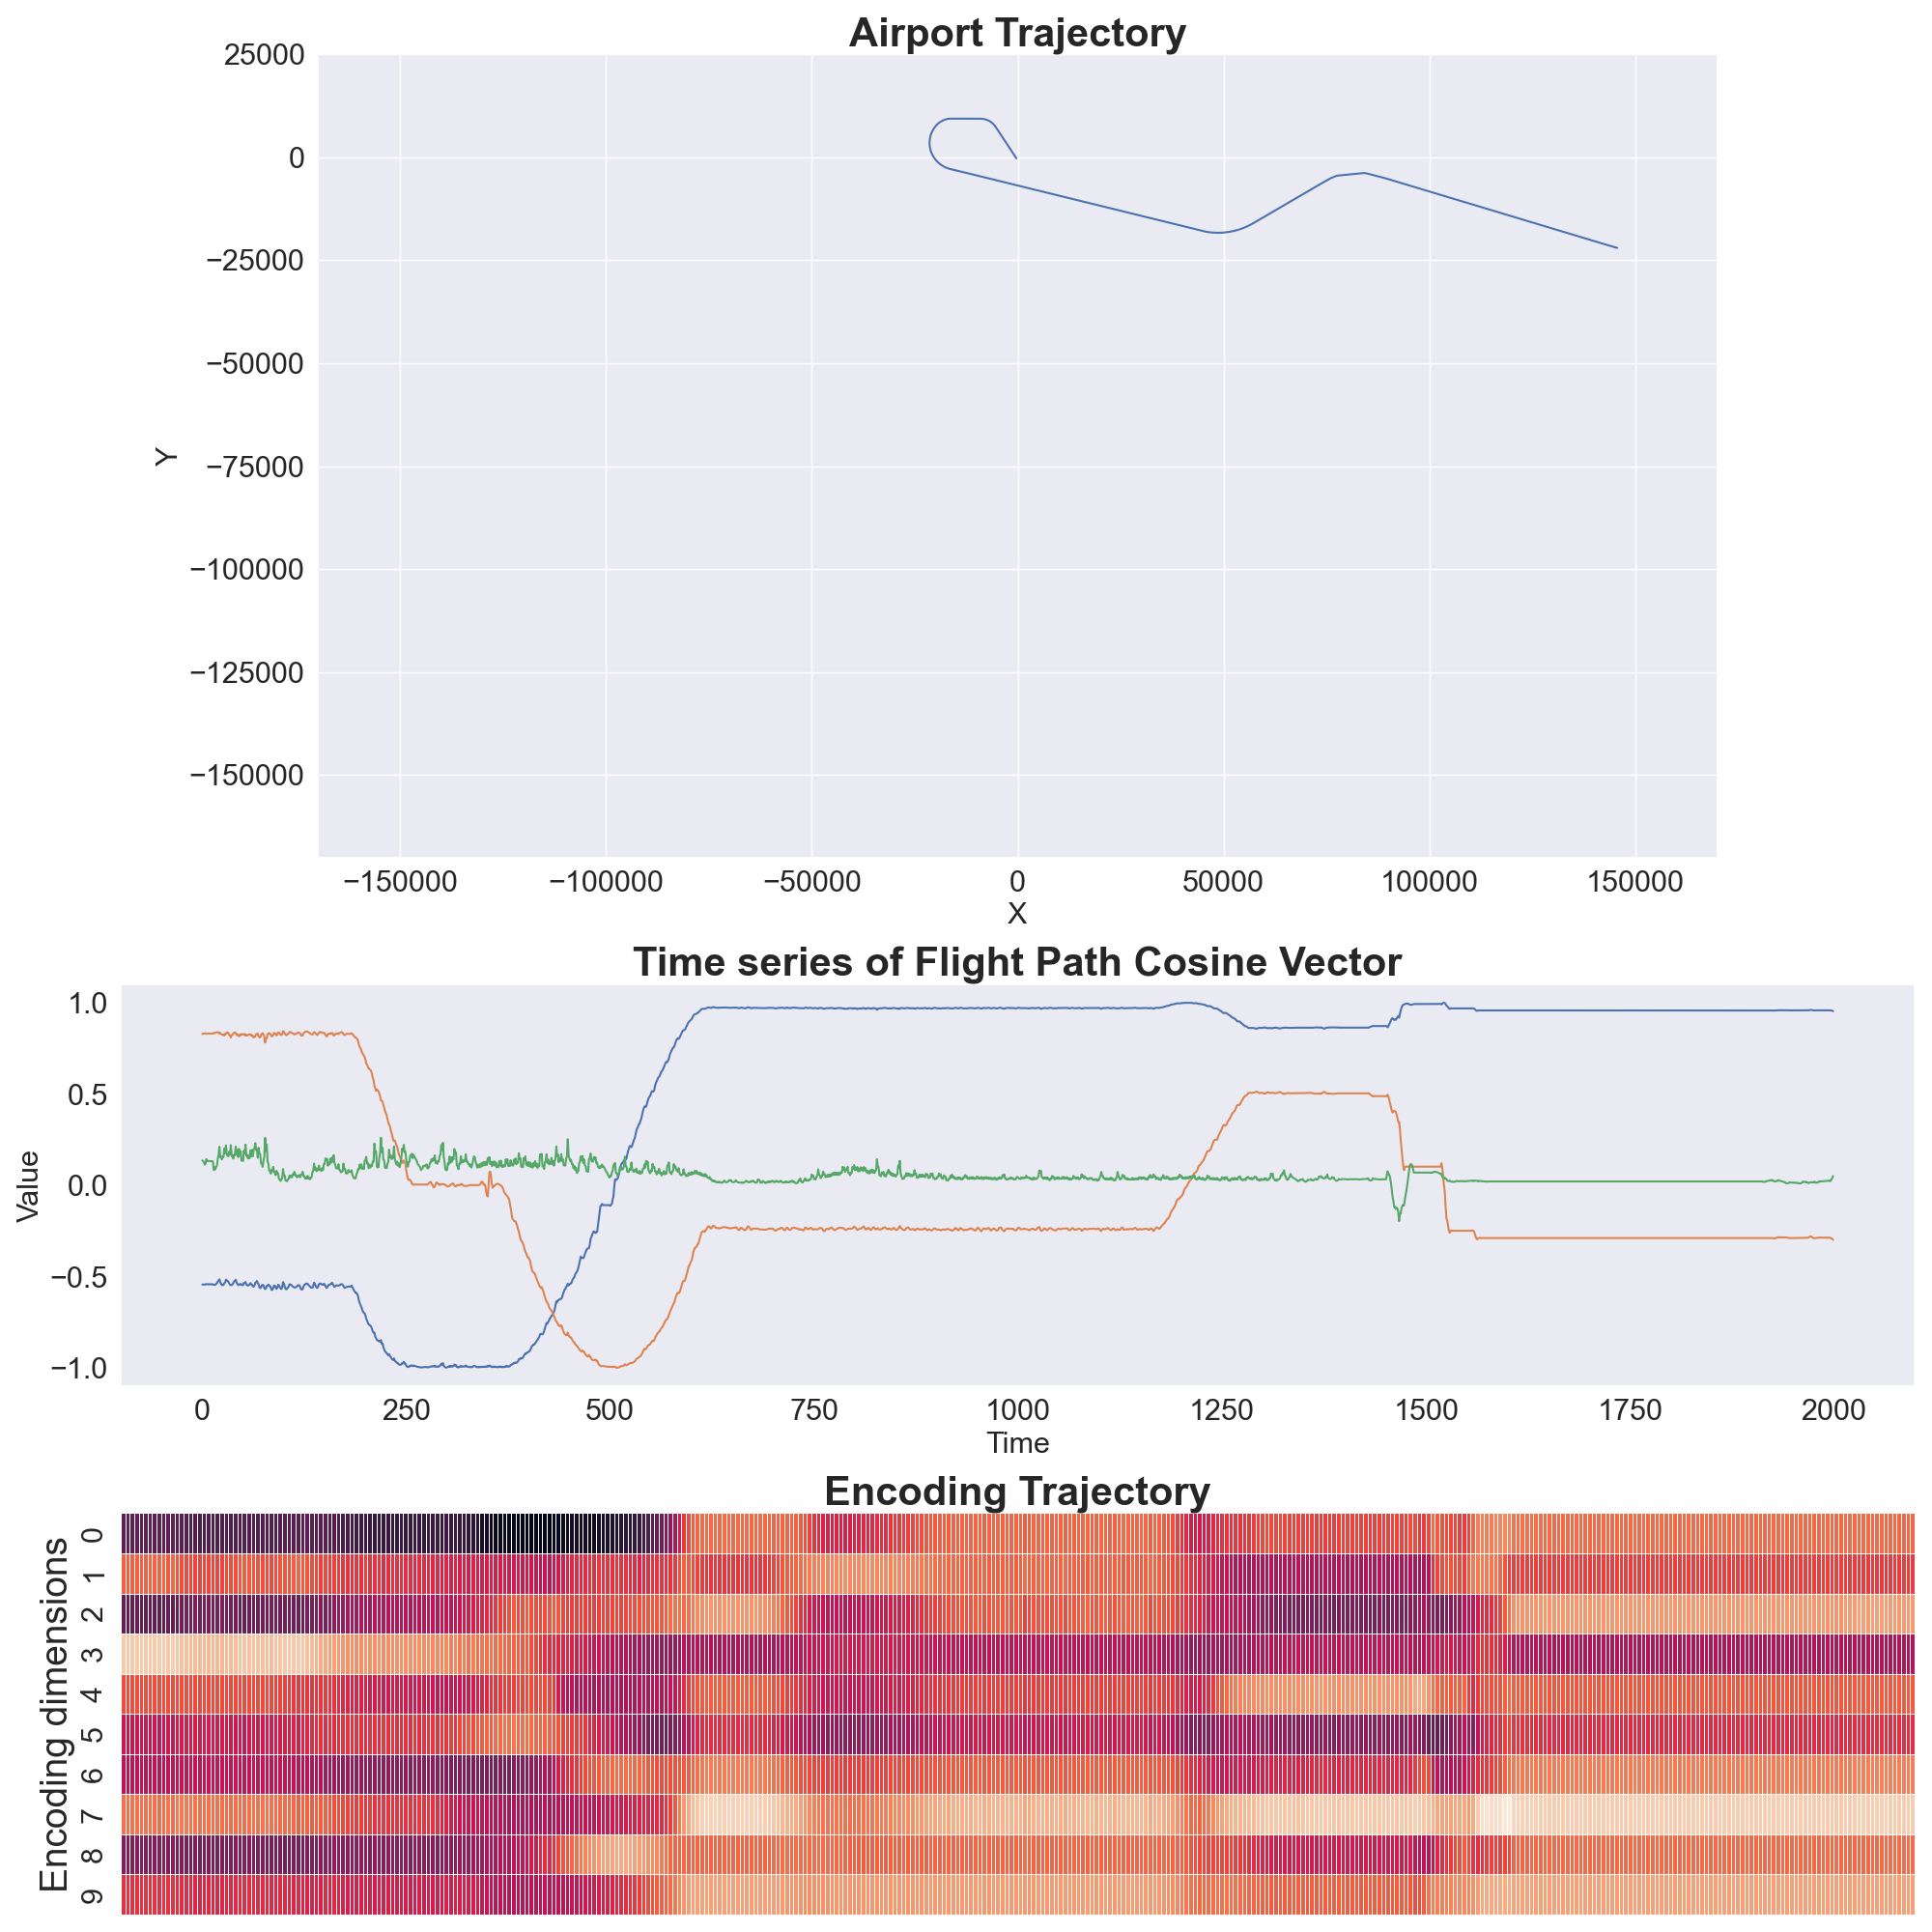 Airport Trajectory
25000
0
−25000
−50000
−75000
−100000
−125000
−150000
Y
−150000 −100000 −50000 0 50000 100000 150000
X
Time series of Flight Path Cosine Vector
1.0
0.5
0.0
−0.5
−1.0
Value
0 250 500 750 1000 1250 1500 1750 2000
Time
Encoding Trajectory
Encoding dimensions
0
1
2
3
4
5
6
7
8
9